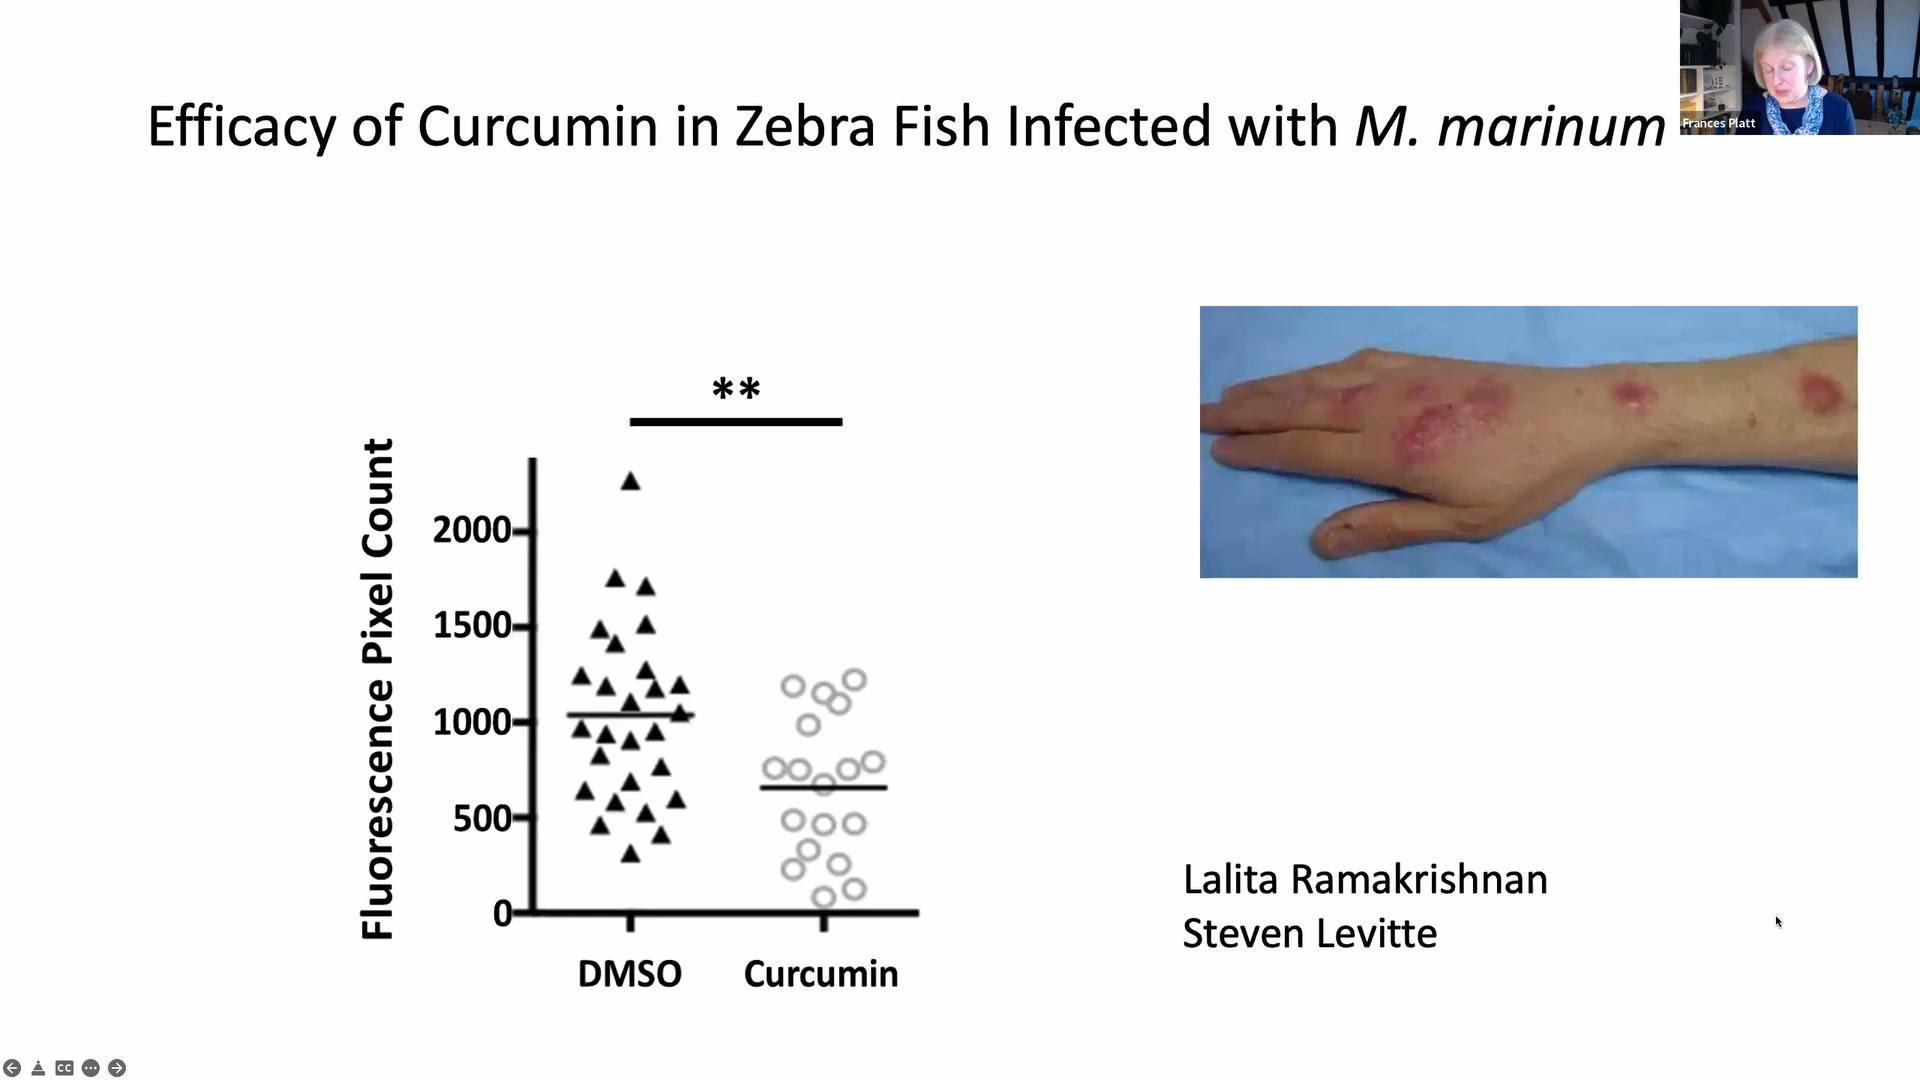 Efficacy of Curcumin in Zebra Fish Infected with M. marinum
Frances Platt
**
Fluorescence Pixel Count
2000
1500
1000
500
0
DMSO
Curcumin
Lalita Ramakrishnan
Steven Levitte
CC